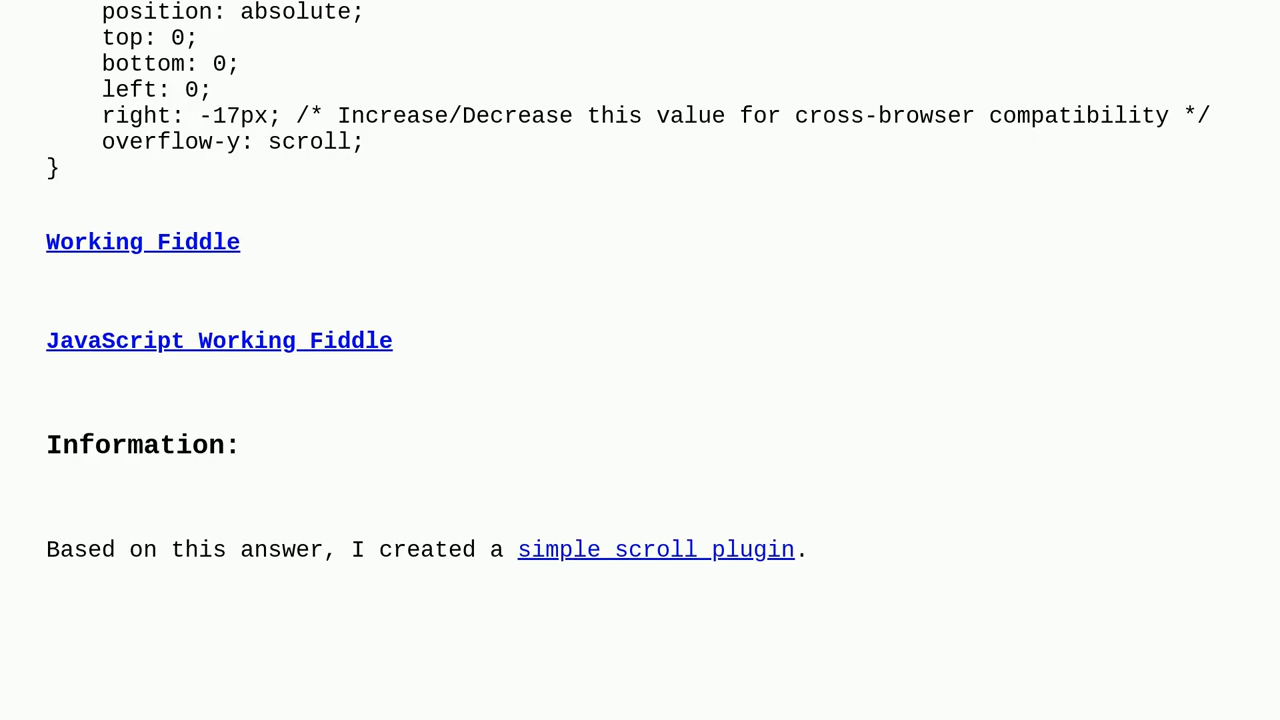 position: absolute;
top: 0;
bottom: 0;
left: 0;
right: -17px; /* Increase/Decrease this value for cross-browser compatibility */
overflow-y: scroll;
}
Working Fiddle
JavaScript Working Fiddle
Information:
Based on this answer, I created a simple scroll plugin.